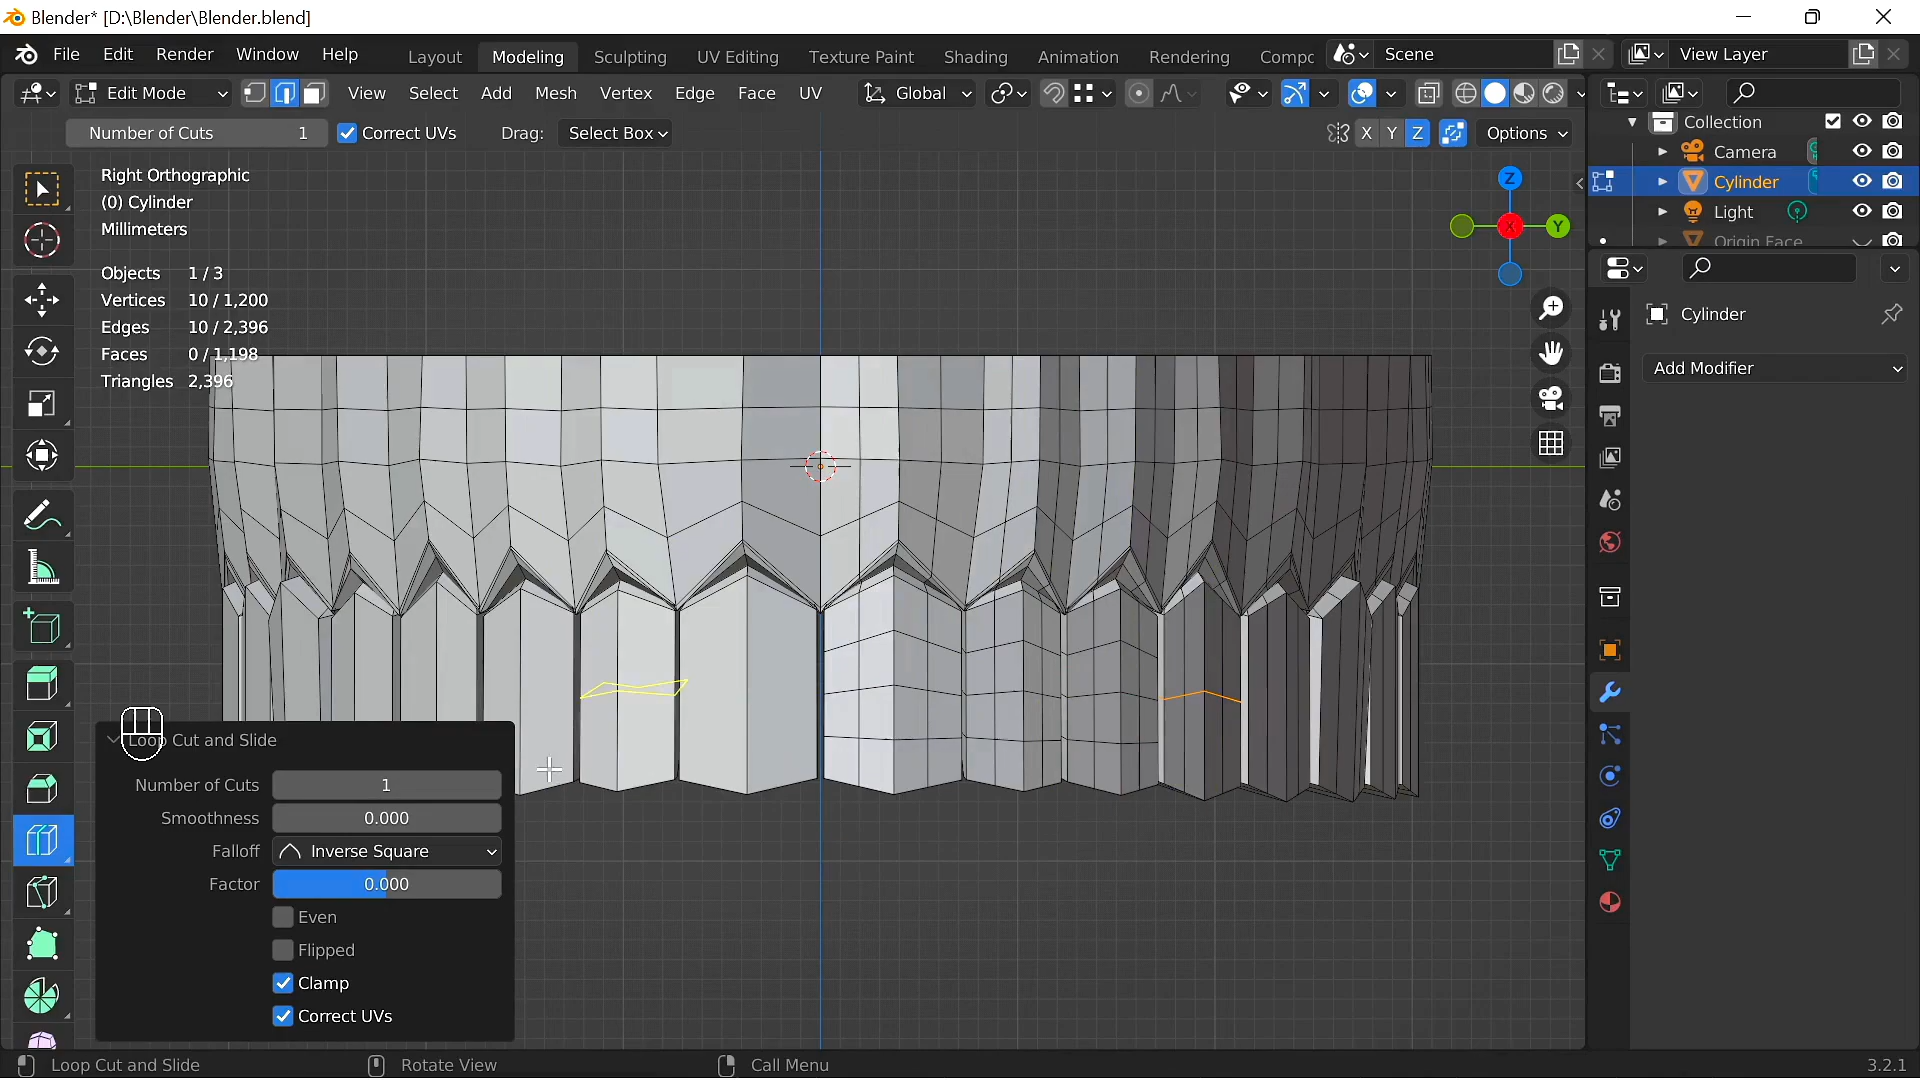 Blender* [D:\Blender\Blender.blend]
File Edit Render Window Help Layout Modeling Sculpting UV Editing Texture Paint Shading Animation Rendering Compc Scene View Layer
Edit Mode View Select Add Mesh Vertex Edge Face UV Global
Number of Cuts 1 Correct UVs Drag: Select Box X Y Z Options
Collection
Camera
Cylinder
Light
Origin Face
Right Orthographic
(0) Cylinder
Millimeters
Objects 1 / 3
Vertices 10 / 1,200
Edges 10 / 2,396
Faces 0 / 1,198
Triangles 2,396
Z
X
Y
Cylinder
Add Modifier
Loop Cut and Slide
Number of Cuts 1
Smoothness 0.000
Falloff Inverse Square
Factor 0.000
Even
Flipped
Clamp
Correct UVs
Loop Cut and Slide Rotate View Call Menu 3.2.1